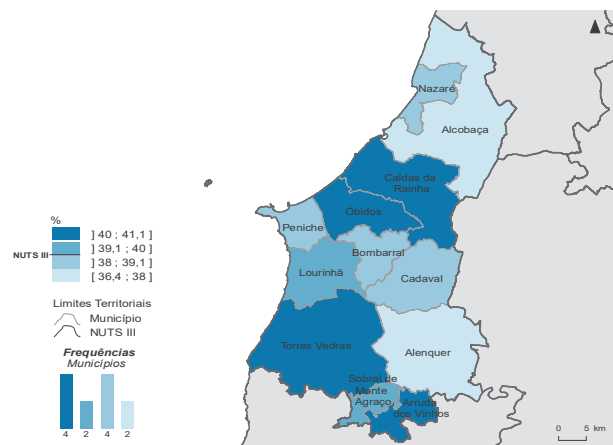 Nazaré
Alcobaça
Caldas da
Rainha
Óbidos
Peniche
Bombarral
Lourinhã
Cadaval
Torres Vedras
Alenquer
Sobral de
Monte
Agraço
Arruda
dos Vinhos
%
] 40 ; 41,1 ]
] 39,1 ; 40 ]
NUTS III
] 38 ; 39,1 ]
[ 36,4 ; 38 ]
Limites Territoriais
Município
NUTS III
Frequências
Municípios
4 2 4 2
0 5 km